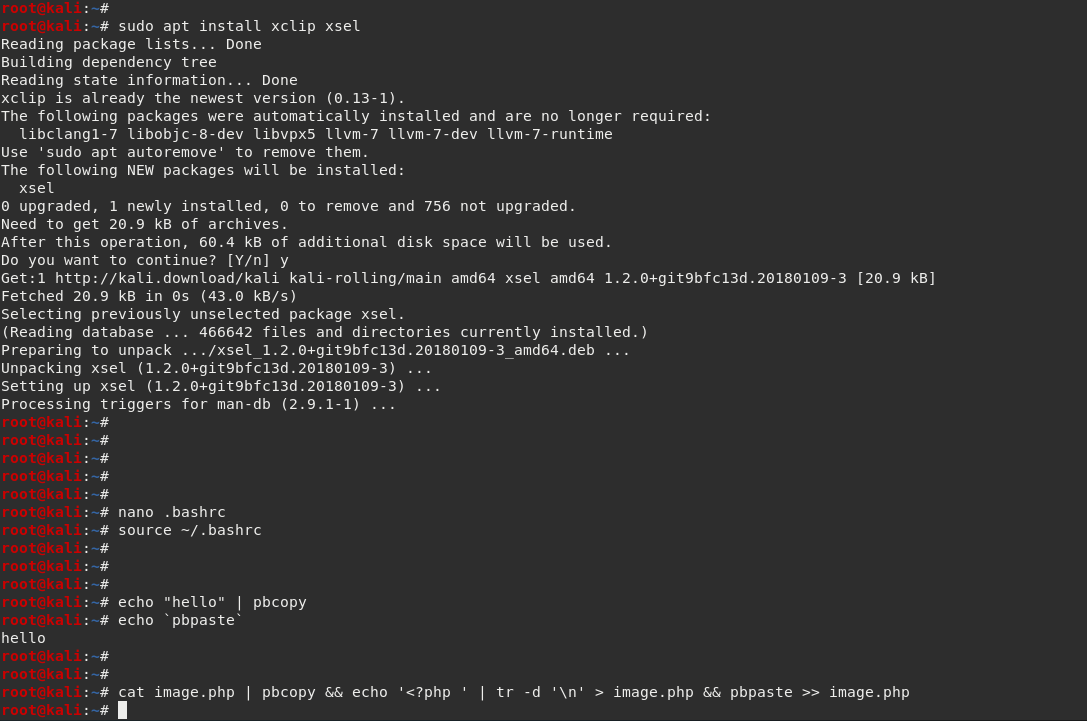 root@kali:~#
root@kali:~# sudo apt install xclip xsel
Reading package lists... Done
Building dependency tree
Reading state information... Done
xclip is already the newest version (0.13-1).
The following packages were automatically installed and are no longer required:
  libclang1-7 libobjc-8-dev libvpx5 llvm-7 llvm-7-dev llvm-7-runtime
Use 'sudo apt autoremove' to remove them.
The following NEW packages will be installed:
  xsel
0 upgraded, 1 newly installed, 0 to remove and 756 not upgraded.
Need to get 20.9 kB of archives.
After this operation, 60.4 kB of additional disk space will be used.
Do you want to continue? [Y/n] y
Get:1 http://kali.download/kali kali-rolling/main amd64 xsel amd64 1.2.0+git9bfc13d.20180109-3 [20.9 kB]
Fetched 20.9 kB in 0s (43.0 kB/s)
Selecting previously unselected package xsel.
(Reading database ... 466642 files and directories currently installed.)
Preparing to unpack .../xsel_1.2.0+git9bfc13d.20180109-3_amd64.deb ...
Unpacking xsel (1.2.0+git9bfc13d.20180109-3) ...
Setting up xsel (1.2.0+git9bfc13d.20180109-3) ...
Processing triggers for man-db (2.9.1-1) ...
root@kali:~#
root@kali:~#
root@kali:~#
root@kali:~#
root@kali:~#
root@kali:~# nano .bashrc
root@kali:~# source ~/.bashrc
root@kali:~#
root@kali:~#
root@kali:~#
root@kali:~# echo "hello" | pbcopy
root@kali:~# echo `pbpaste`
hello
root@kali:~#
root@kali:~#
root@kali:~# cat image.php | pbcopy && echo '<?php ' | tr -d '\n' > image.php && pbpaste >> image.php
root@kali:~#